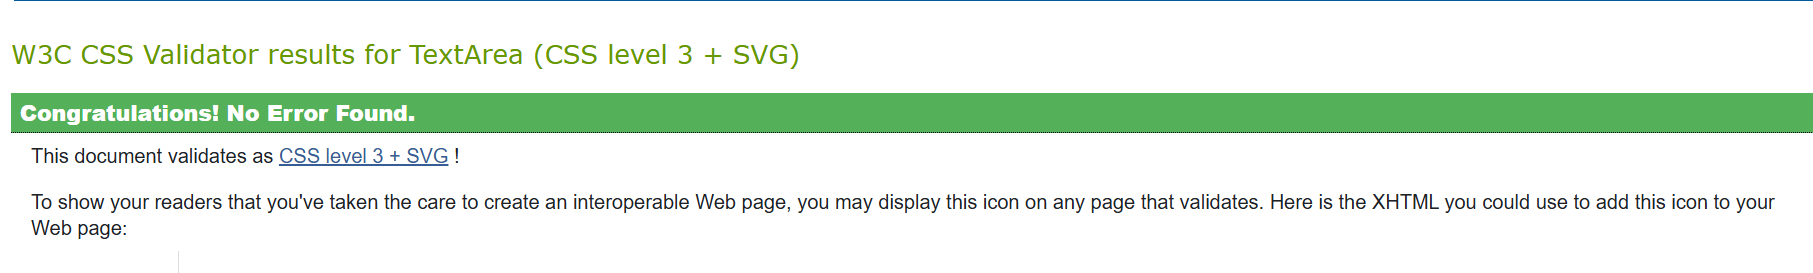 W3C CSS Validator results for TextArea (CSS level 3 + SVG)
Congratulations! No Error Found.
This document validates as CSS level 3 + SVG !
To show your readers that you've taken the care to create an interoperable Web page, you may display this icon on any page that validates. Here is the XHTML you could use to add this icon to your
Web page: